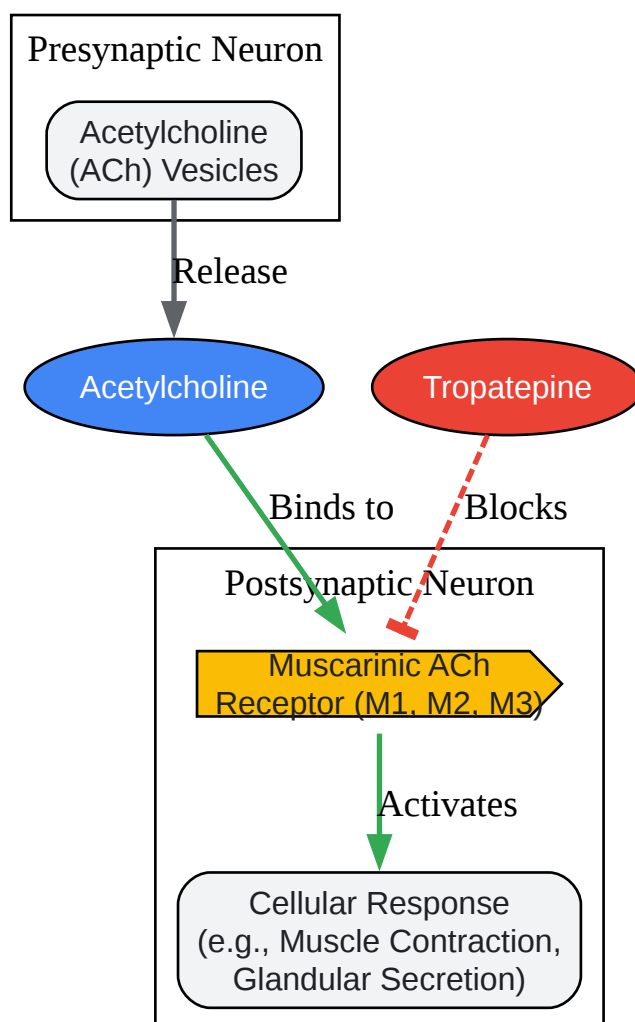 Presynaptic Neuron
Acetylcholine
(ACh) Vesicles
Release
Acetylcholine
Tropatepine
Binds to
Blocks
Postsynaptic Neuron
Muscarinic ACh
Receptor (M1, M2, M3)
Activates
Cellular Response
(e.g., Muscle Contraction,
Glandular Secretion)